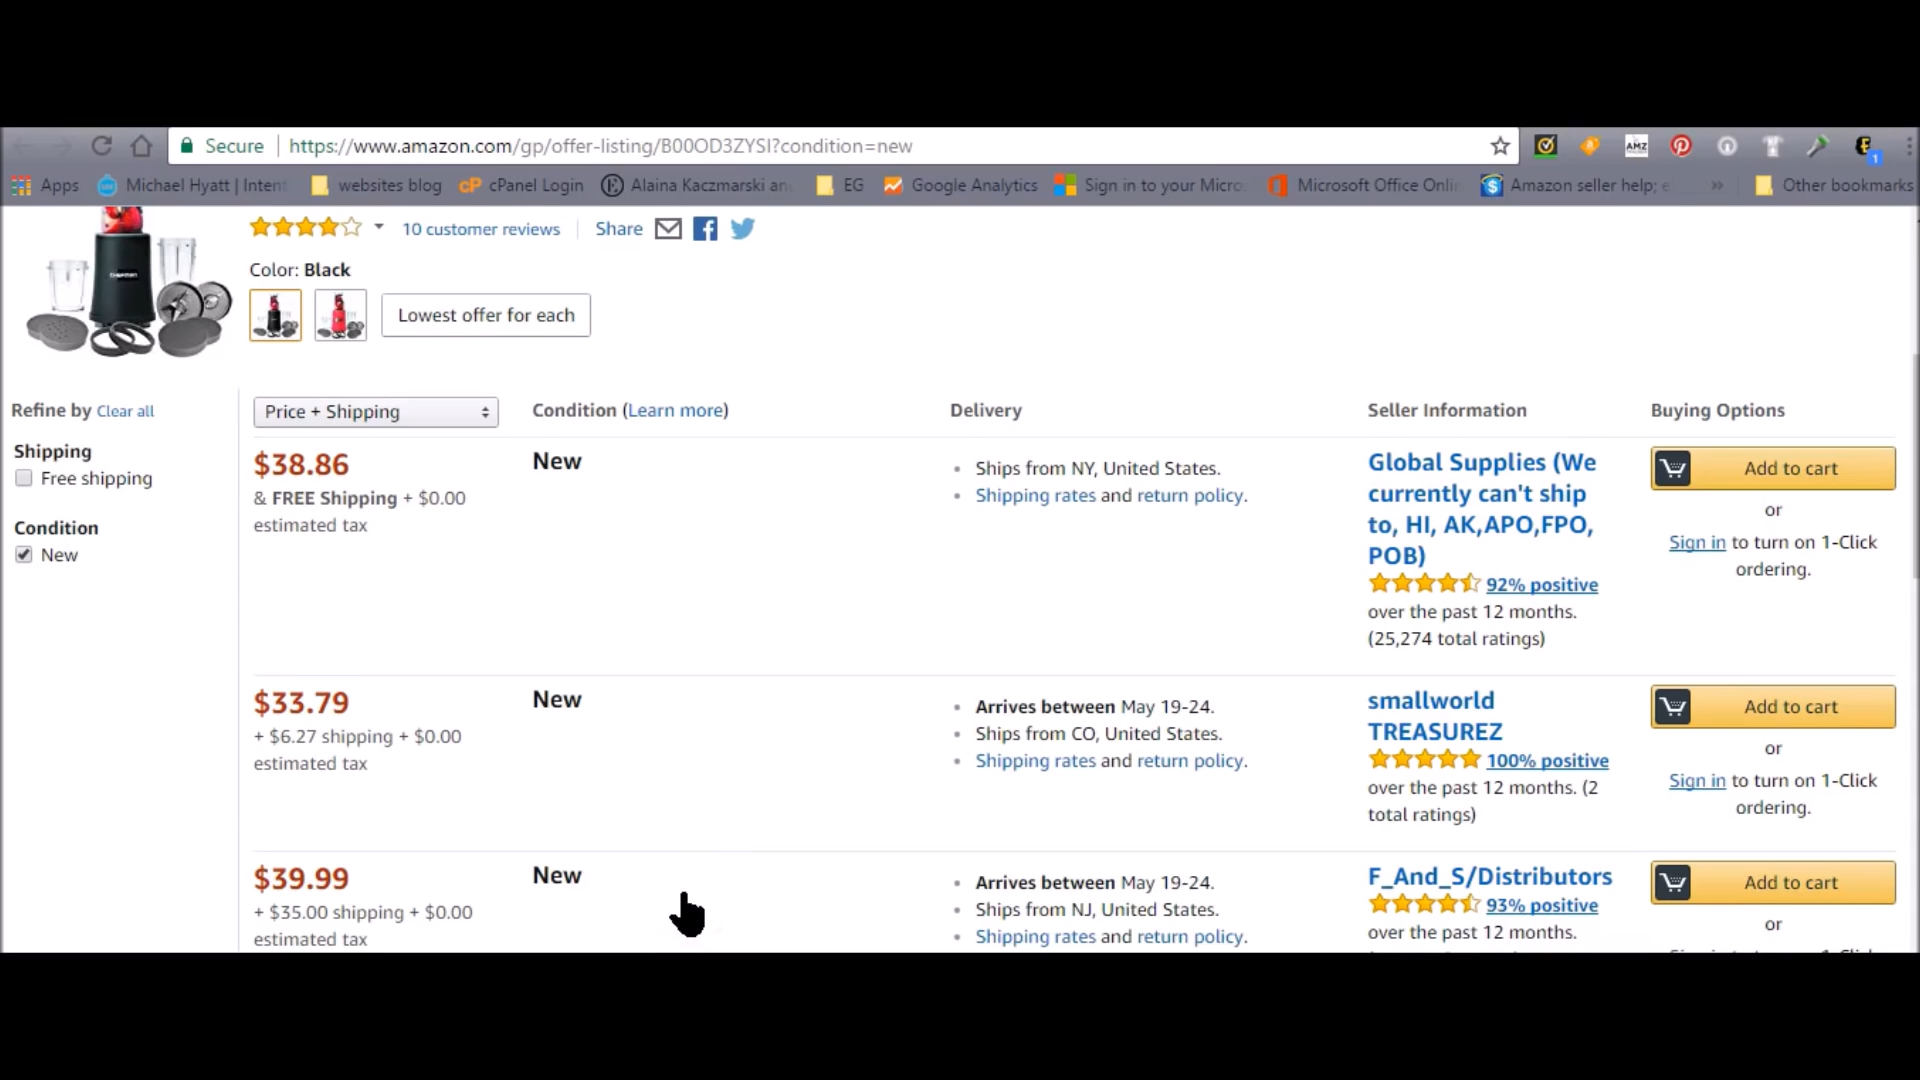 Secure https://www.amazon.com/gp/offer-listing/B00OD3ZYSI?condition=new
AMZ
1
Apps Michael Hyatt | Intent websites blog cPanel Login Alaina Kaczmarski an EG Google Analytics Sign in to your Micro Microsoft Office Onlin Amazon seller help; e » Other bookmarks
10 customer reviews Share
Color: Black
Lowest offer for each
Refine by Clear all
Price + Shipping
Condition (Learn more)
Delivery
Seller Information
Buying Options
Shipping
Free shipping
Condition
New
$38.86
& FREE Shipping + $0.00
estimated tax
New
Ships from NY, United States.
Shipping rates and return policy.
Global Supplies (We
currently can't ship
to, HI, AK,APO,FPO,
POB)
92% positive
over the past 12 months.
(25,274 total ratings)
Add to cart
or
Sign in to turn on 1-Click
ordering.
$33.79
+ $6.27 shipping + $0.00
estimated tax
New
Arrives between May 19-24.
Ships from CO, United States.
Shipping rates and return policy.
smallworld
TREASUREZ
100% positive
over the past 12 months. (2
total ratings)
Add to cart
or
Sign in to turn on 1-Click
ordering.
$39.99
+ $35.00 shipping + $0.00
estimated tax
New
Arrives between May 19-24.
Ships from NJ, United States.
Shipping rates and return policy.
F_And_S/Distributors
93% positive
over the past 12 months.
Add to cart
or